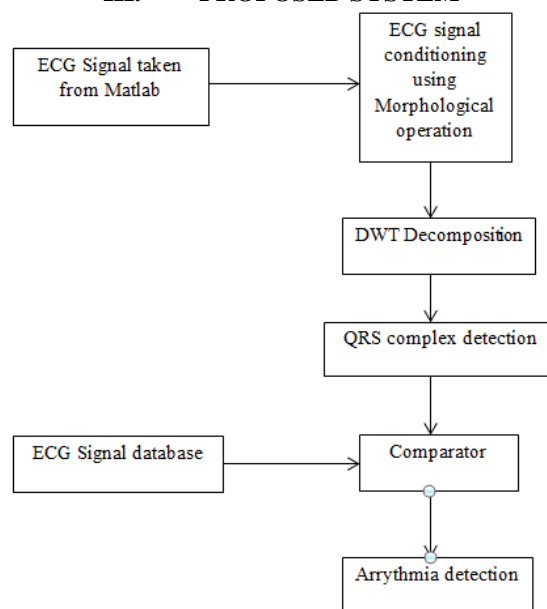 III. PROPOSED SYSTEM
ECG Signal taken
from Matlab
ECG signal
conditioning
using
Morphological
operation
DWT Decomposition
QRS complex detection
ECG Signal database
Comparator
Arrythmia detection